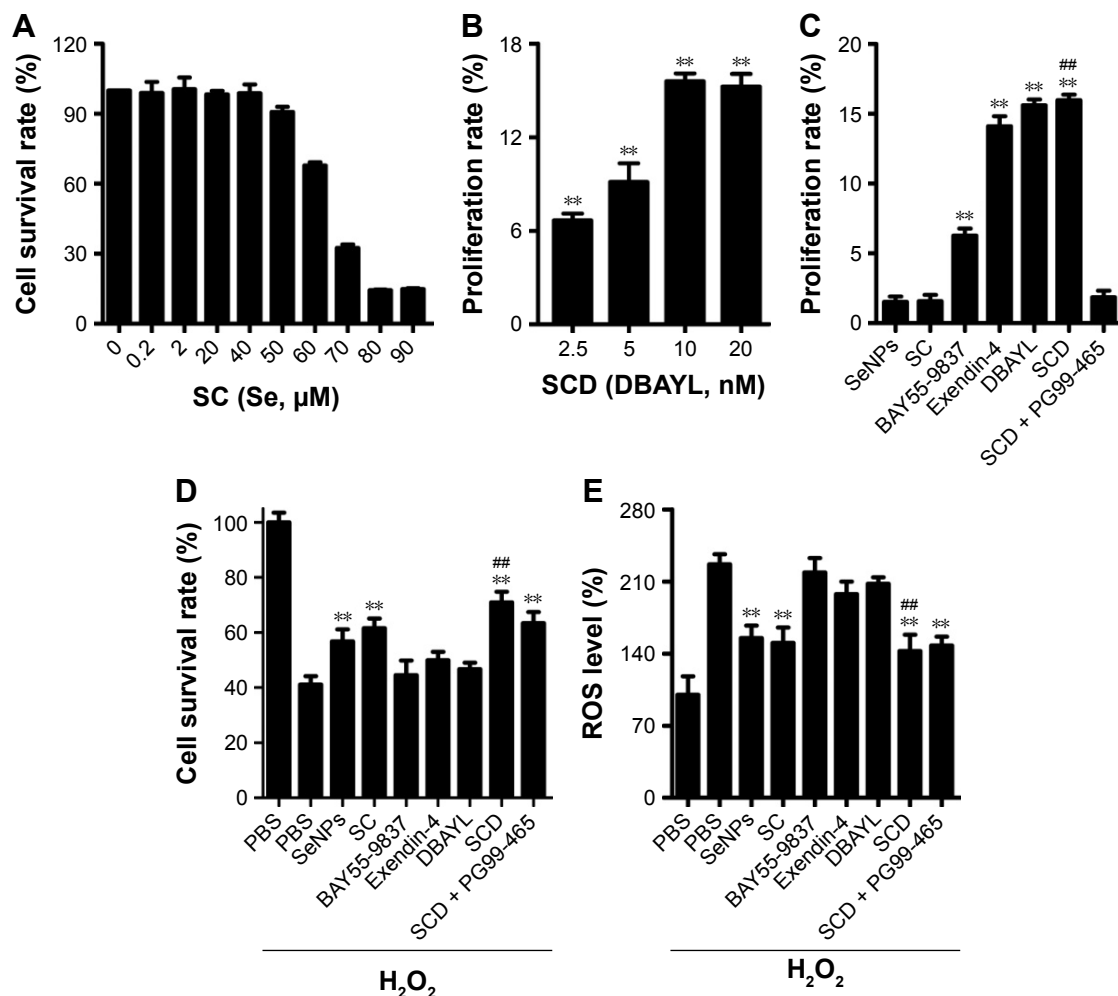 A
Cell survival rate (%)
120
90
60
30
0
0 0.2 2 20 40 50 60 70 80 90
SC (Se, µM)
B
Proliferation rate (%)
18
12
6
0
** ** ** **
2.5 5 10 20
SCD (DBAYL, nM)
C
Proliferation rate (%)
20
15
10
5
0
##
** ** ** **
SeNPs
SC
BAY55-9837
Exendin-4
DBAYL
SCD
SCD + PG99-465
D
Cell survival rate (%)
100
80
60
40
20
0
##
** ** ** **
PBS
PBS
SeNPs
SC
BAY55-9837
Exendin-4
DBAYL
SCD
SCD + PG99-465
H₂O₂
E
ROS level (%)
280
210
140
70
0
##
** ** ** **
PBS
PBS
SeNPs
SC
BAY55-9837
Exendin-4
DBAYL
SCD
SCD + PG99-465
H₂O₂